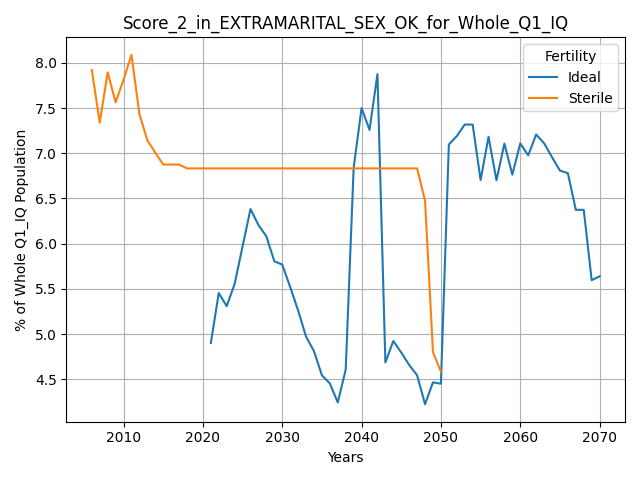 Score_2_in_EXTRAMARITAL_SEX_OK_for_Whole_Q1_IQ
Fertility
Ideal
Sterile
% of Whole Q1_IQ Population
8.0
7.5
7.0
6.5
6.0
5.5
5.0
4.5
2010 2020 2030 2040 2050 2060 2070
Years